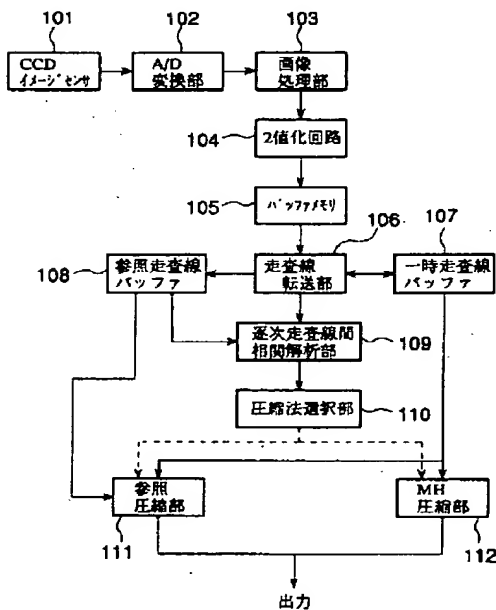 101
102
103
CCD
イメージセンサ
A/D
変換部
画像
処理部
104
2値化回路
105
バッファメモリ
106
107
108
参照走査線
バッファ
走査線
転送部
一時走査線
バッファ
逐次走査線間
相関解析部
109
圧縮法選択部
110
参照
圧縮部
MH
圧縮部
111
112
出力